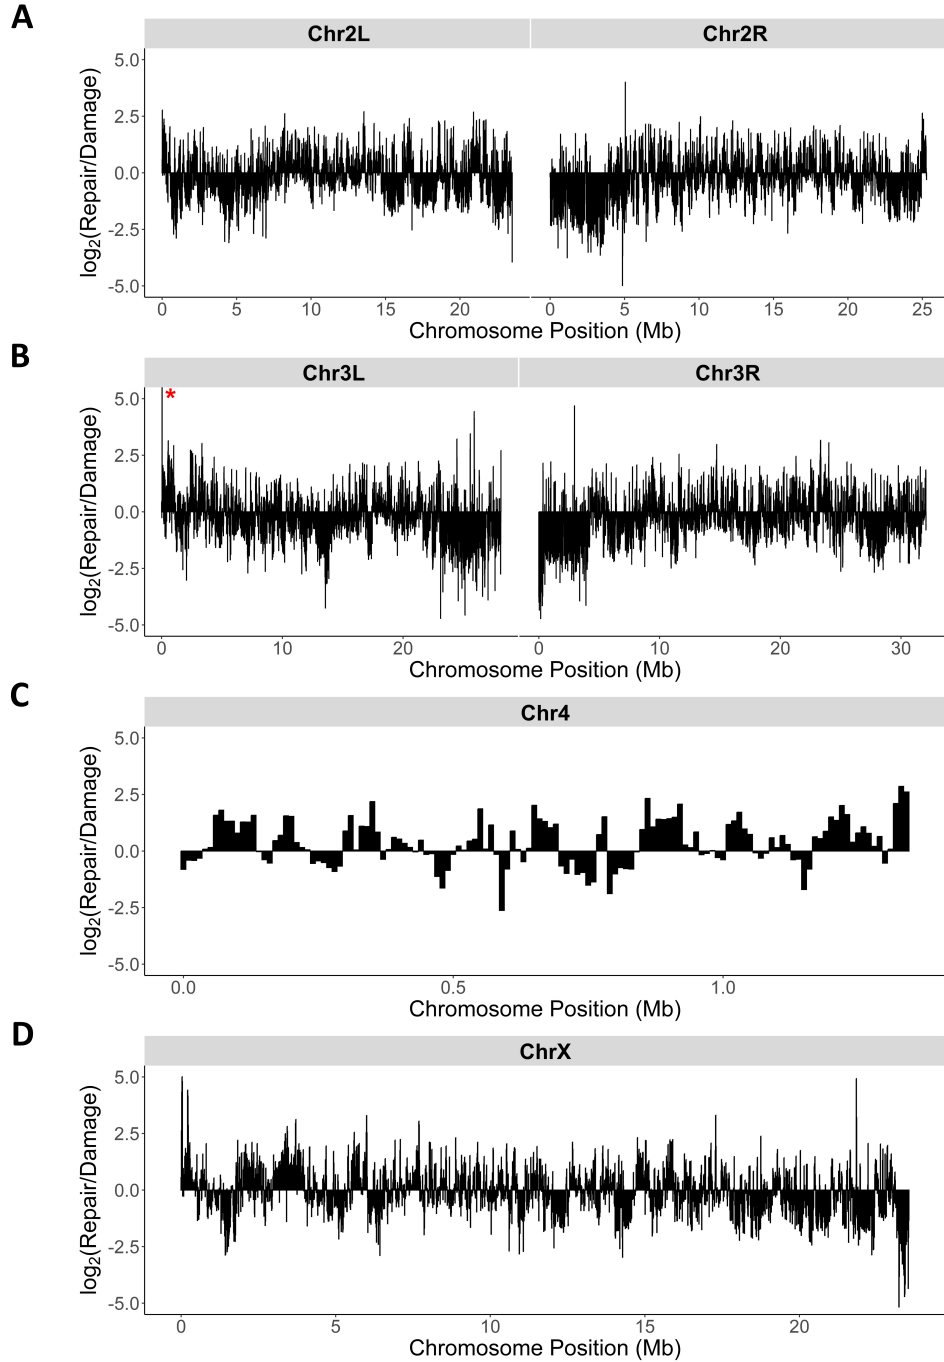 A
Chr2L Chr2R
5.0
2.5
0.0
-2.5
-5.0
log2(Repair/Damage)
0 5 10 15 20 0 5 10 15 20 25
Chromosome Position (Mb)
B
Chr3L Chr3R
*
5.0
2.5
0.0
-2.5
-5.0
log2(Repair/Damage)
0 10 20 0 10 20 30
Chromosome Position (Mb)
C
Chr4
5.0
2.5
0.0
-2.5
-5.0
log2(Repair/Damage)
0.0 0.5 1.0
Chromosome Position (Mb)
D
ChrX
5.0
2.5
0.0
-2.5
-5.0
log2(Repair/Damage)
0 5 10 15 20
Chromosome Position (Mb)